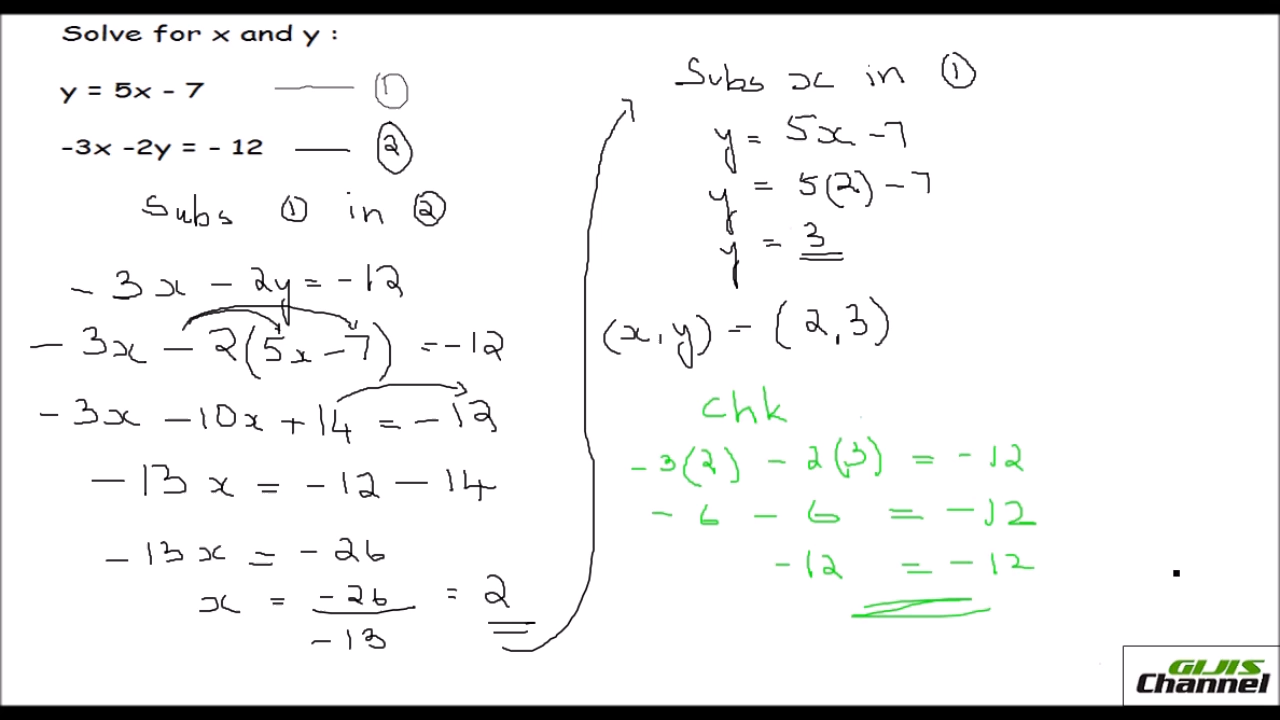 Solve for x and y :
y = 5x - 7 ①
-3x -2y = - 12 ②
Subs ① in ②
- 3x - 2y = -12
- 3x - 2(5x - 7) = -12
- 3x - 10x + 14 = -12
- 13x = -12 - 14
- 13x = - 26
x = -26/-13 = 2
Subs x in ①
y = 5x - 7
y = 5(2) - 7
y = 3
(x, y) = (2, 3)
chk
- 3(2) - 2(3) = -12
- 6 - 6 = -12
-12 = -12
GIJIS
Channel